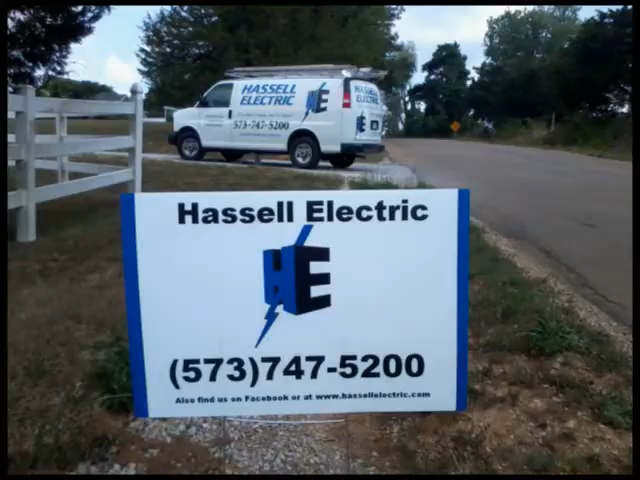 HASSELL
ELECTRIC
HE
573-747-5200
HASSELL
ELECTRIC
Hassell Electric
HE
(573)747-5200
Also find us on Facebook or at www.hassellelectric.com